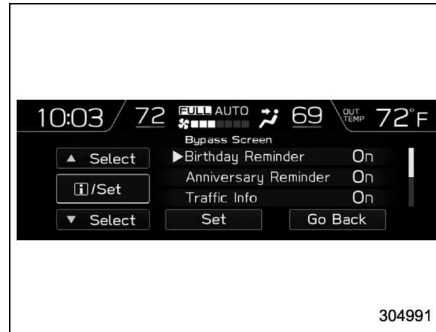 10:03 72 FULL AUTO 69 OUT TEMP 72°F
Bypass Screen
▲ Select ▶Birthday Reminder On
i/Set Anniversary Reminder On
Traffic Info On
▼ Select Set Go Back
304991